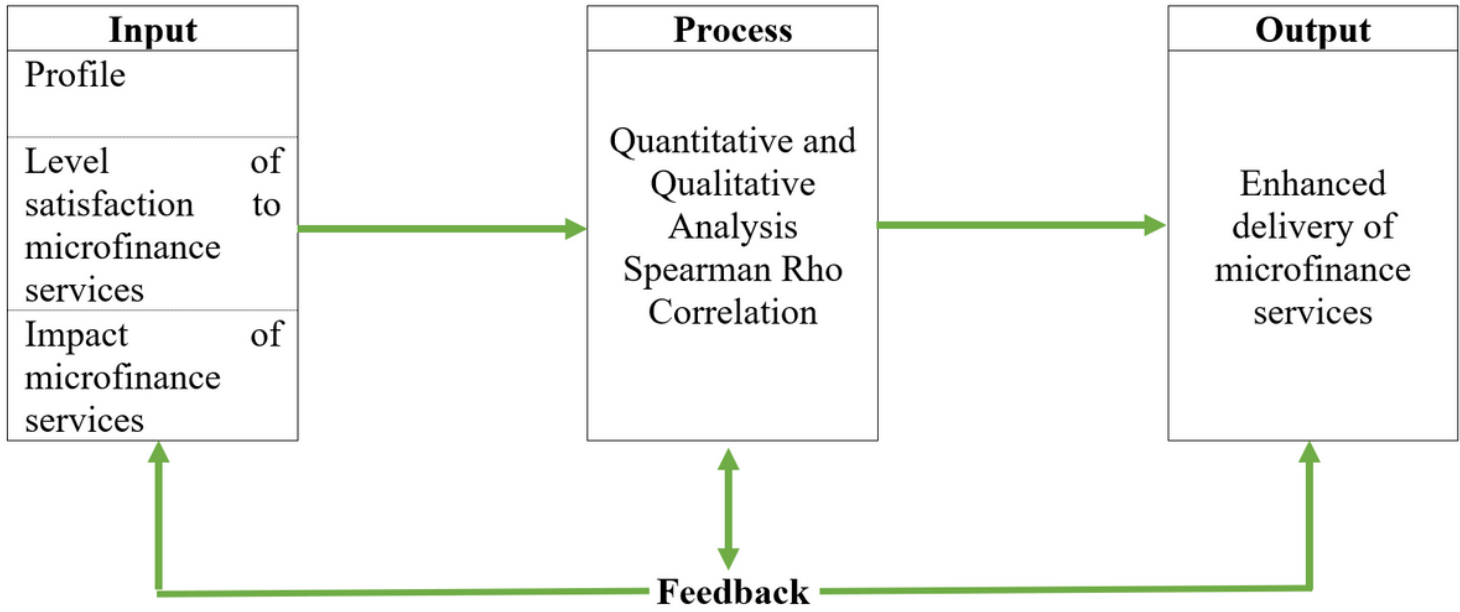 Input
Profile
Level of
satisfaction to
microfinance
services
Impact of
microfinance
services
Process
Quantitative and
Qualitative
Analysis
Spearman Rho
Correlation
Output
Enhanced
delivery of
microfinance
services
Feedback